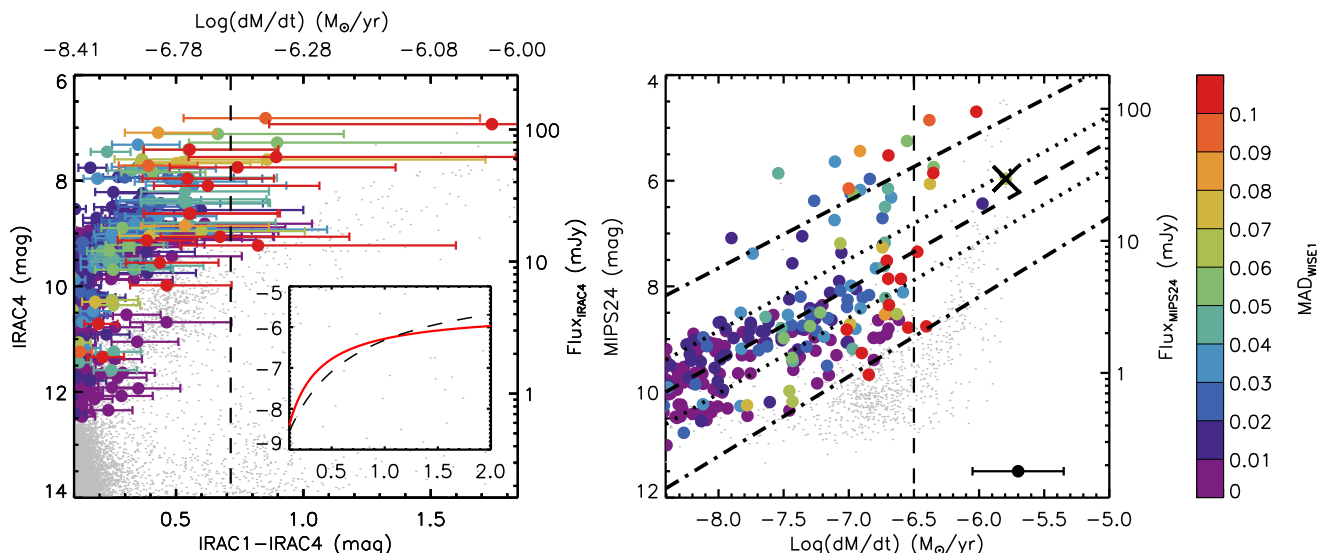 Log(dM/dt) (M☉/yr)
−8.41 −6.78 −6.28 −6.08 −6.00
6
8
10
12
14
IRAC4 (mag)
100
10
1
Flux_IRAC4 (mJy)
0.5 1.0 1.5
IRAC1−IRAC4 (mag)
−5
−6
−7
−8
−9
0.5 1.0 1.5 2.0
4
6
8
10
12
MIPS24 (mag)
100
10
1
Flux_MIPS24 (mJy)
−8.0 −7.5 −7.0 −6.5 −6.0 −5.5 −5.0
Log(dM/dt) (M☉/yr)
0.1
0.09
0.08
0.07
0.06
0.05
0.04
0.03
0.02
0.01
0
MAD_WISE1